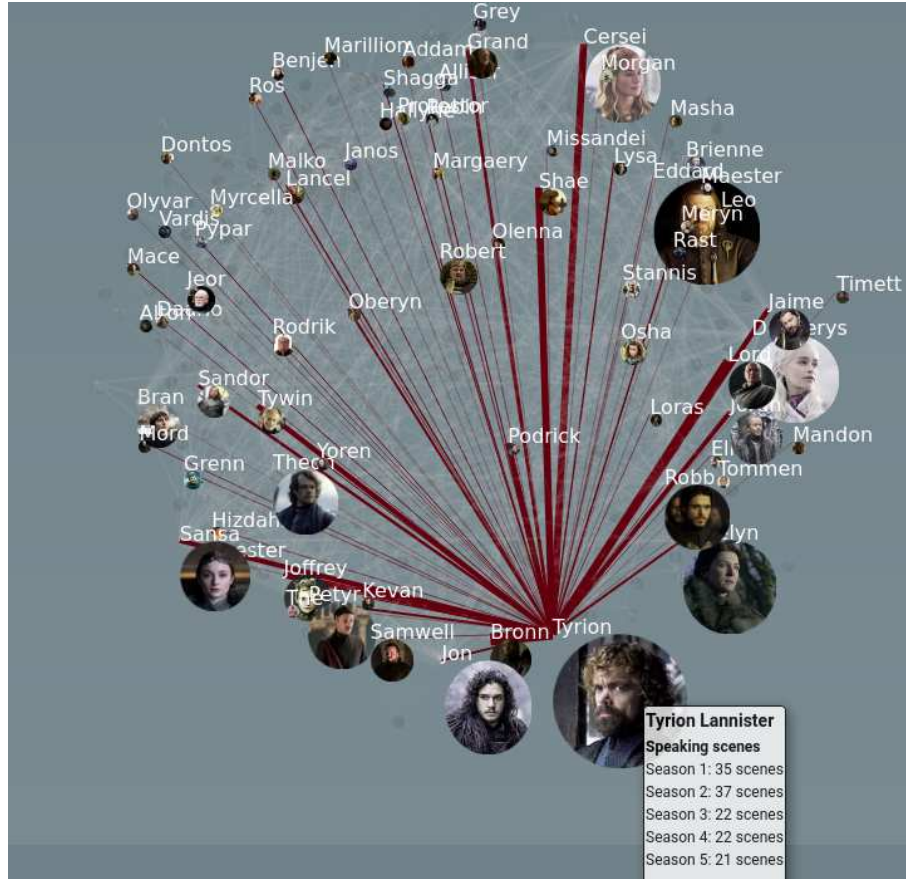 Grey
Cersei
Marillion
Addam
Grand
Benjen
Morgan
Ros
Shagga
Masha
Missandei
Dontos
Malko
Janos
Margaery
Lysa
Brienne
Lancel
Shae
Eddard
Maester
Olyvar
Myrcella
Leo
Vardis
Meryn
Pypar
Olenna
Mace
Robert
Rast
Jeor
Stannis
Timett
Oberyn
Jaime
Rodrik
Osha
Lord
Sandor
Bran
Tywin
Loras
Mord
Podrick
Mandon
Yoren
Grenn
Robb
Tommen
Hizdah
Sansa
Joffrey
Petyr
Kevan
Samwell
Bronn
Tyrion
Jon
Tyrion Lannister
Speaking scenes
Season 1: 35 scenes
Season 2: 37 scenes
Season 3: 22 scenes
Season 4: 22 scenes
Season 5: 21 scenes